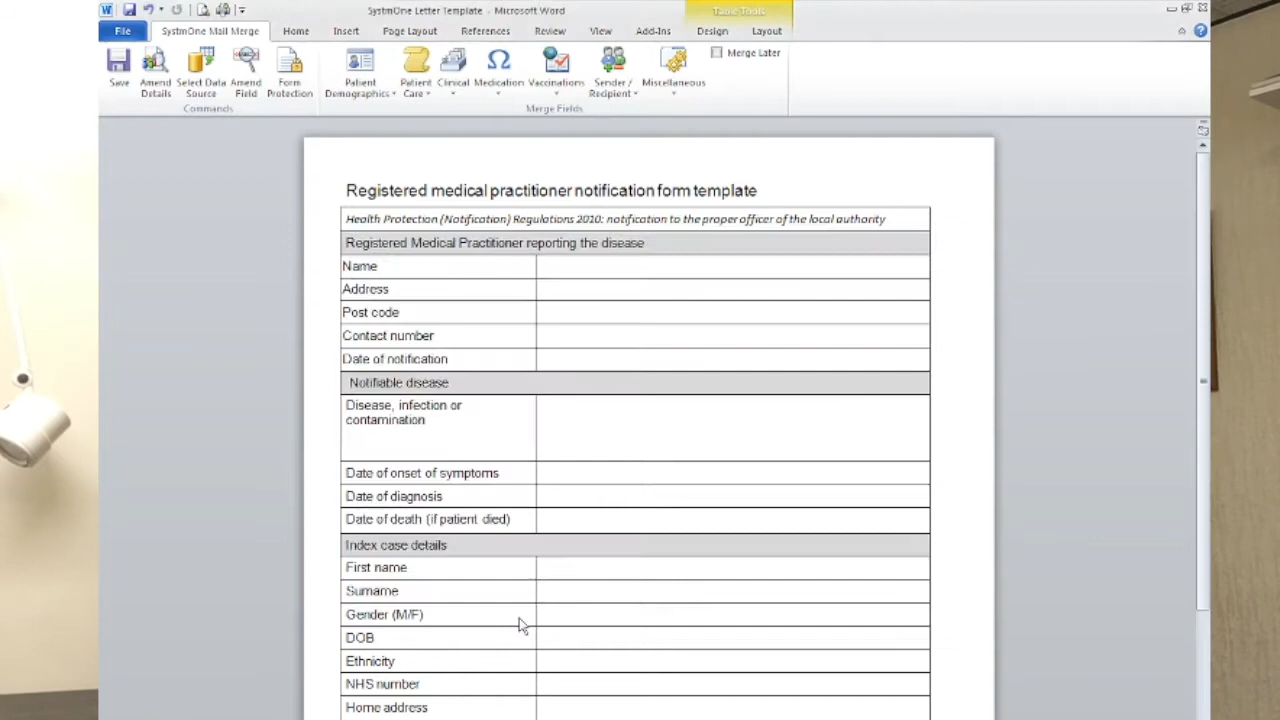 SystmOne Letter Template - Microsoft Word
Table Tools
File
SystmOne Mail Merge
Home
Insert
Page Layout
References
Review
View
Add-Ins
Design
Layout
Save
Amend Details
Select Data Source
Amend Field
Form Protection
Patient Demographics
Patient Care
Clinical
Medication
Vaccinations
Sender / Recipient
Miscellaneous
Merge Later
Commands
Merge Fields
Registered medical practitioner notification form template
Health Protection (Notification) Regulations 2010: notification to the proper officer of the local authority
Registered Medical Practitioner reporting the disease
Name
Address
Post code
Contact number
Date of notification
Notifiable disease
Disease, infection or
contamination
Date of onset of symptoms
Date of diagnosis
Date of death (if patient died)
Index case details
First name
Surname
Gender (M/F)
DOB
Ethnicity
NHS number
Home address